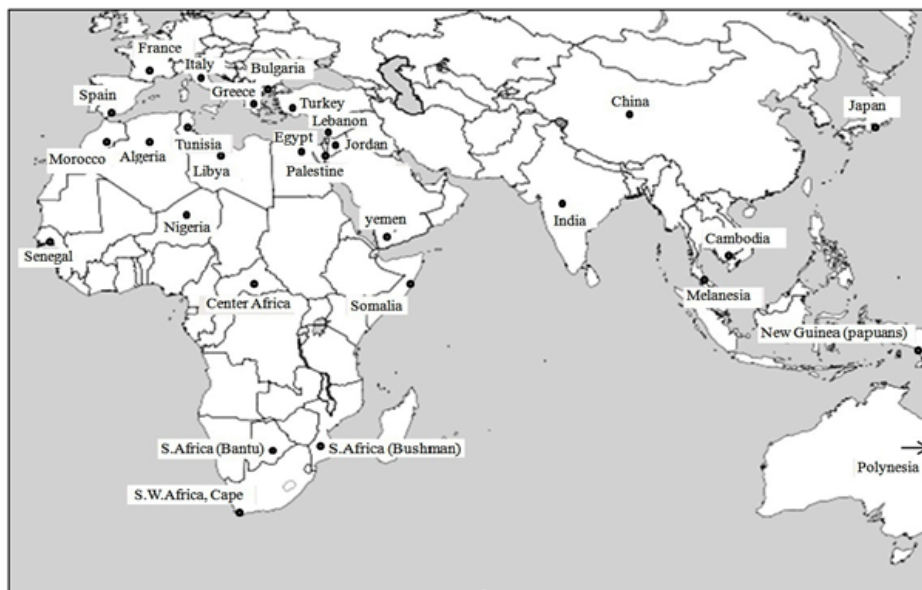 France
Italy
Bulgaria
Spain
Greece
Turkey
China
Japan
Lebanon
Egypt
Jordan
Morocco
Algeria
Tunisia
Libya
Palestine
yemen
India
Nigeria
Senegal
Cambodia
Center Africa
Somalia
Melanesia
New Guinea (papuans)
S.Africa (Bantu)
S.Africa (Bushman)
Polynesia
S.W.Africa, Cape